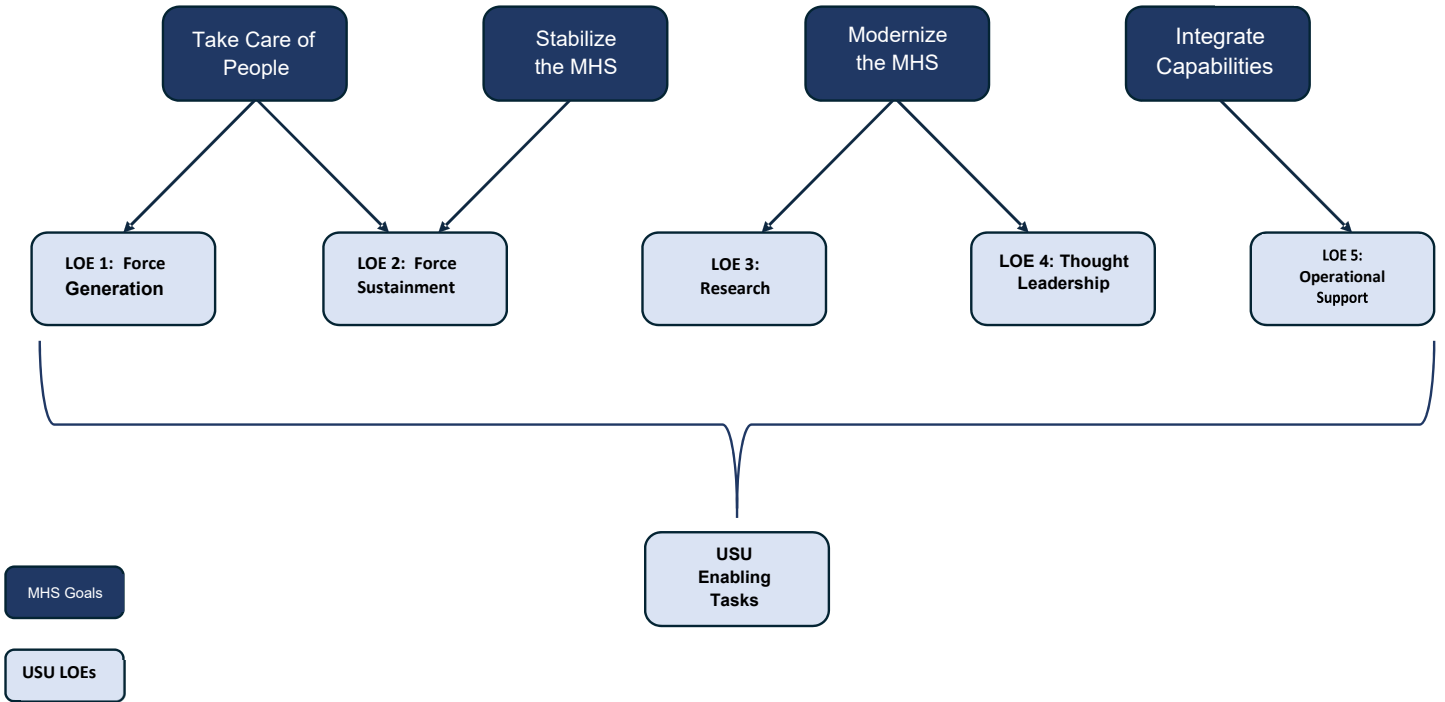 Take Care of
People
Stabilize
the MHS
Modernize
the MHS
Integrate
Capabilities
LOE 1:  Force
Generation
LOE 2:  Force
Sustainment
LOE 3:
Research
LOE 4: Thought
Leadership
LOE 5:
Operational
Support
USU
Enabling
Tasks
MHS Goals
USU LOEs